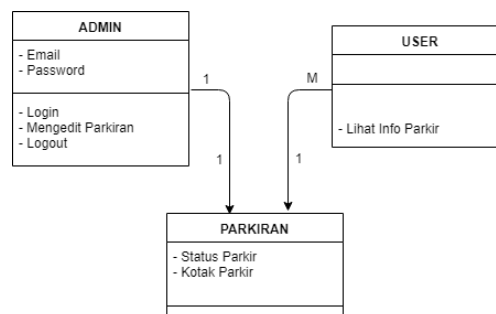 ADMIN
- Email
- Password
- Login
- Mengedit Parkiran
- Logout
USER
- Lihat Info Parkir
1
M
1
1
PARKIRAN
- Status Parkir
- Kotak Parkir